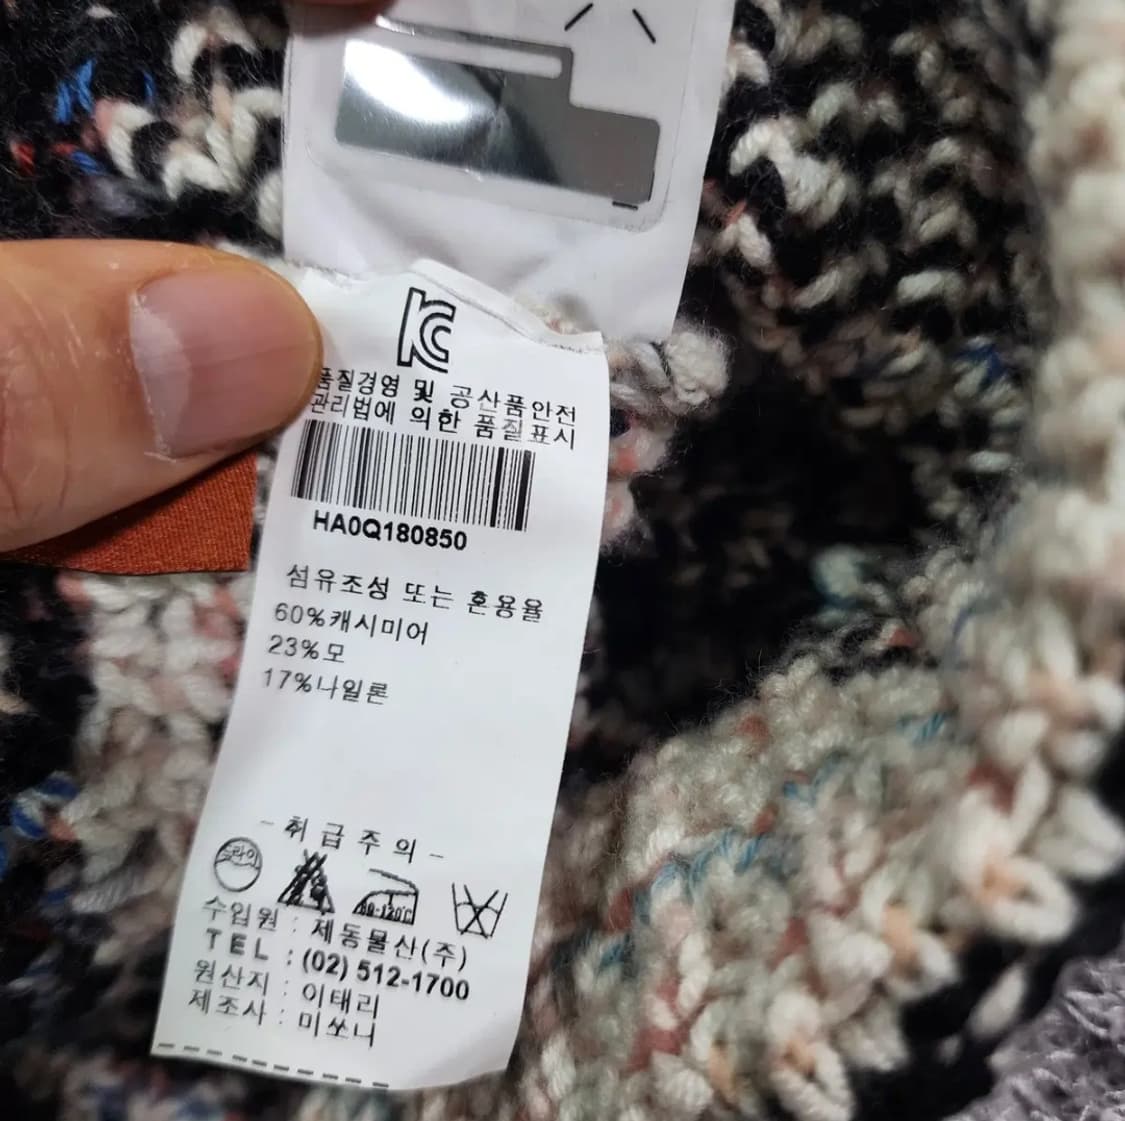 KC
품질경영 및 공산품안전
관리법에 의한 품질표시
HA0Q180850
섬유조성 또는 혼용율
60%캐시미어
23%모
17%나일론
-취급주의-
드라이
80-120℃
수입원 : 제동물산(주)
TEL : (02) 512-1700
원산지 : 이태리
제조사 : 미쏘니